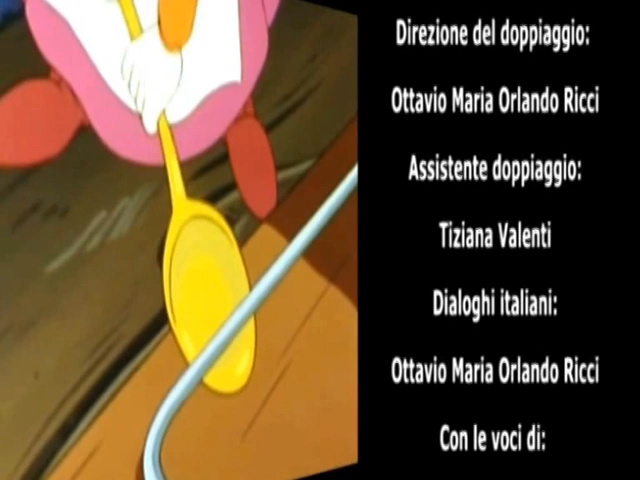 Direzione del doppiaggio:
Ottavio Maria Orlando Ricci
Assistente doppiaggio:
Tiziana Valenti
Dialoghi italiani:
Ottavio Maria Orlando Ricci
Con le voci di: